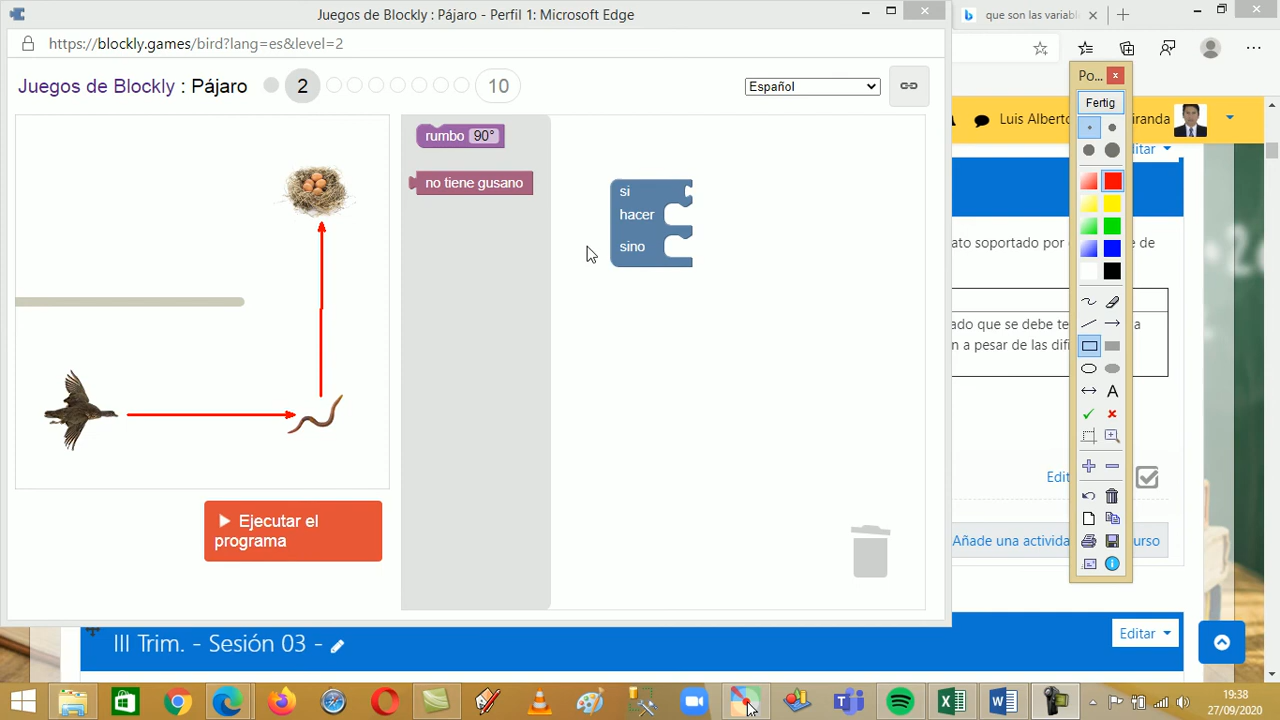 Juegos de Blockly : Pájaro - Perfil 1: Microsoft Edge
que son las variabl
https://blockly.games/bird?lang=es&level=2
Juegos de Blockly : Pájaro
2
10
Español
Po...
Fertig
Luis Alberto
randa
itar
rumbo 90°
no tiene gusano
si
hacer
sino
ato soportado por
de
ado que se debe te
a
n a pesar de las difi
A
Edit
Ejecutar el
programa
Añade una activida
urso
III Trim. - Sesión 03 -
Editar
19:38
27/09/2020